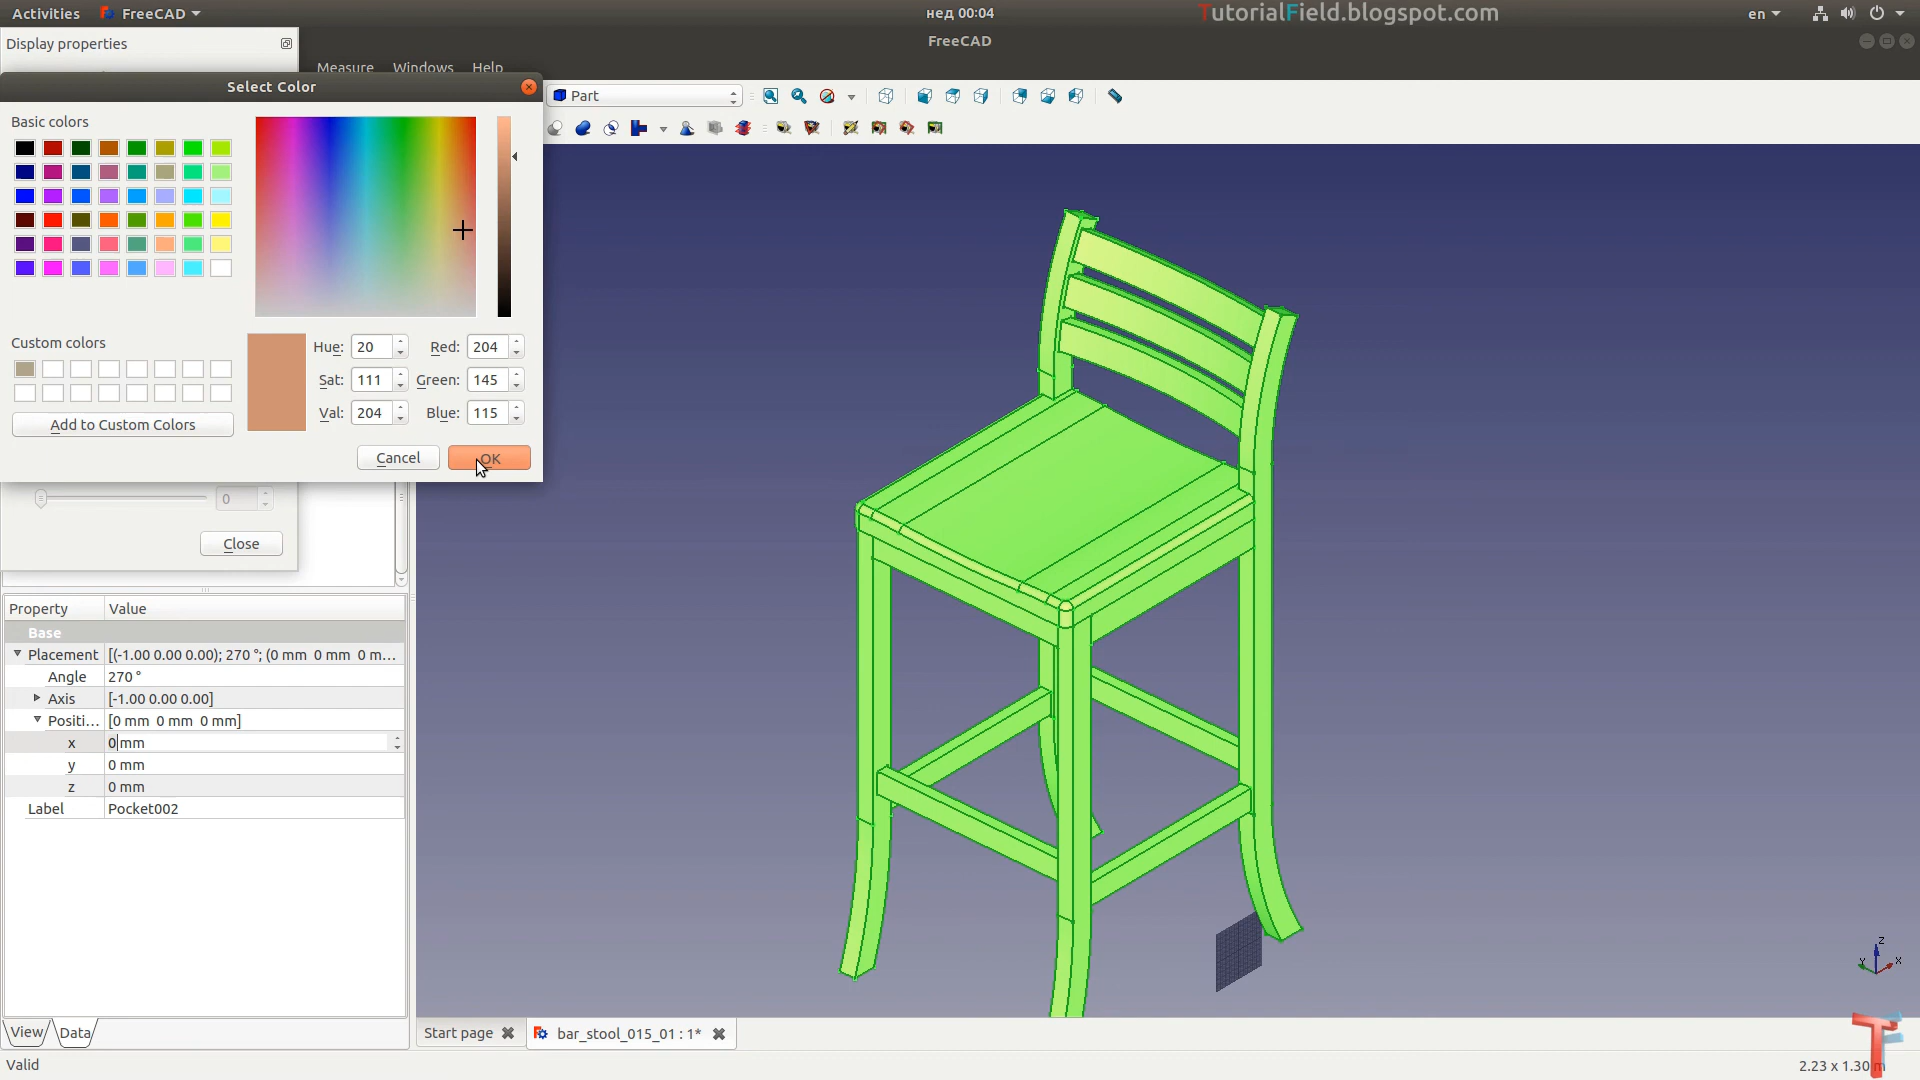 Activities FreeCAD нед 00:04 TutorialField.blogspot.com en
Display properties FreeCAD
Measure Windows Help
Select Color
Part
Basic colors
Custom colors
Hue: 20 Red: 204
Sat: 111 Green: 145
Val: 204 Blue: 115
Add to Custom Colors
Cancel OK
0
Close
Property Value
Base
Placement [(-1.00 0.00 0.00); 270 °; (0 mm 0 mm 0 m...
Angle 270 °
Axis [-1.00 0.00 0.00]
Positi... [0 mm 0 mm 0 mm]
x 0 mm
y 0 mm
z 0 mm
Label Pocket002
z
y x
View Data
Start page bar_stool_015_01 : 1*
Valid
2.23 x 1.30 m